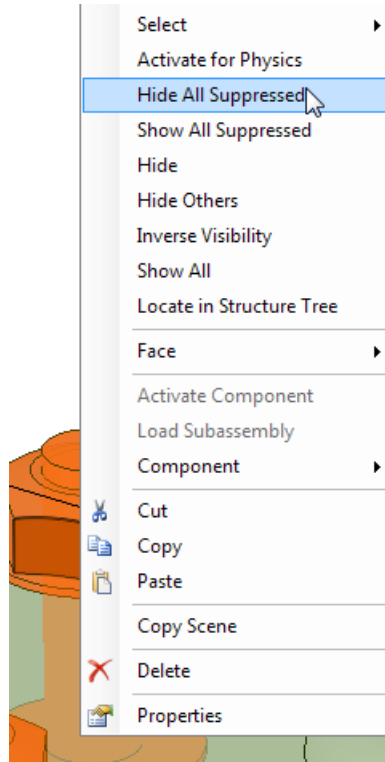 Select
Activate for Physics
Hide All Suppressed
Show All Suppressed
Hide
Hide Others
Inverse Visibility
Show All
Locate in Structure Tree
Face
Activate Component
Load Subassembly
Component
Cut
Copy
Paste
Copy Scene
Delete
Properties